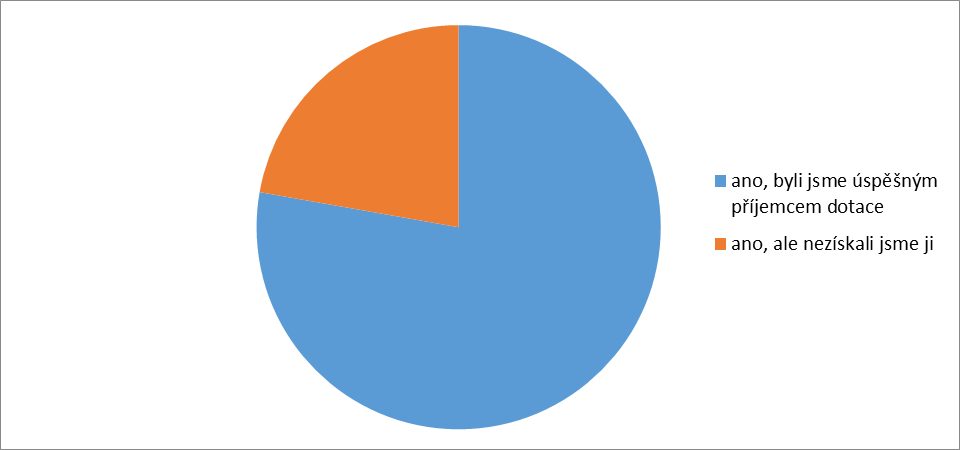 ano, byli jsme úspěšným
příjemcem dotace
ano, ale nezískali jsme ji